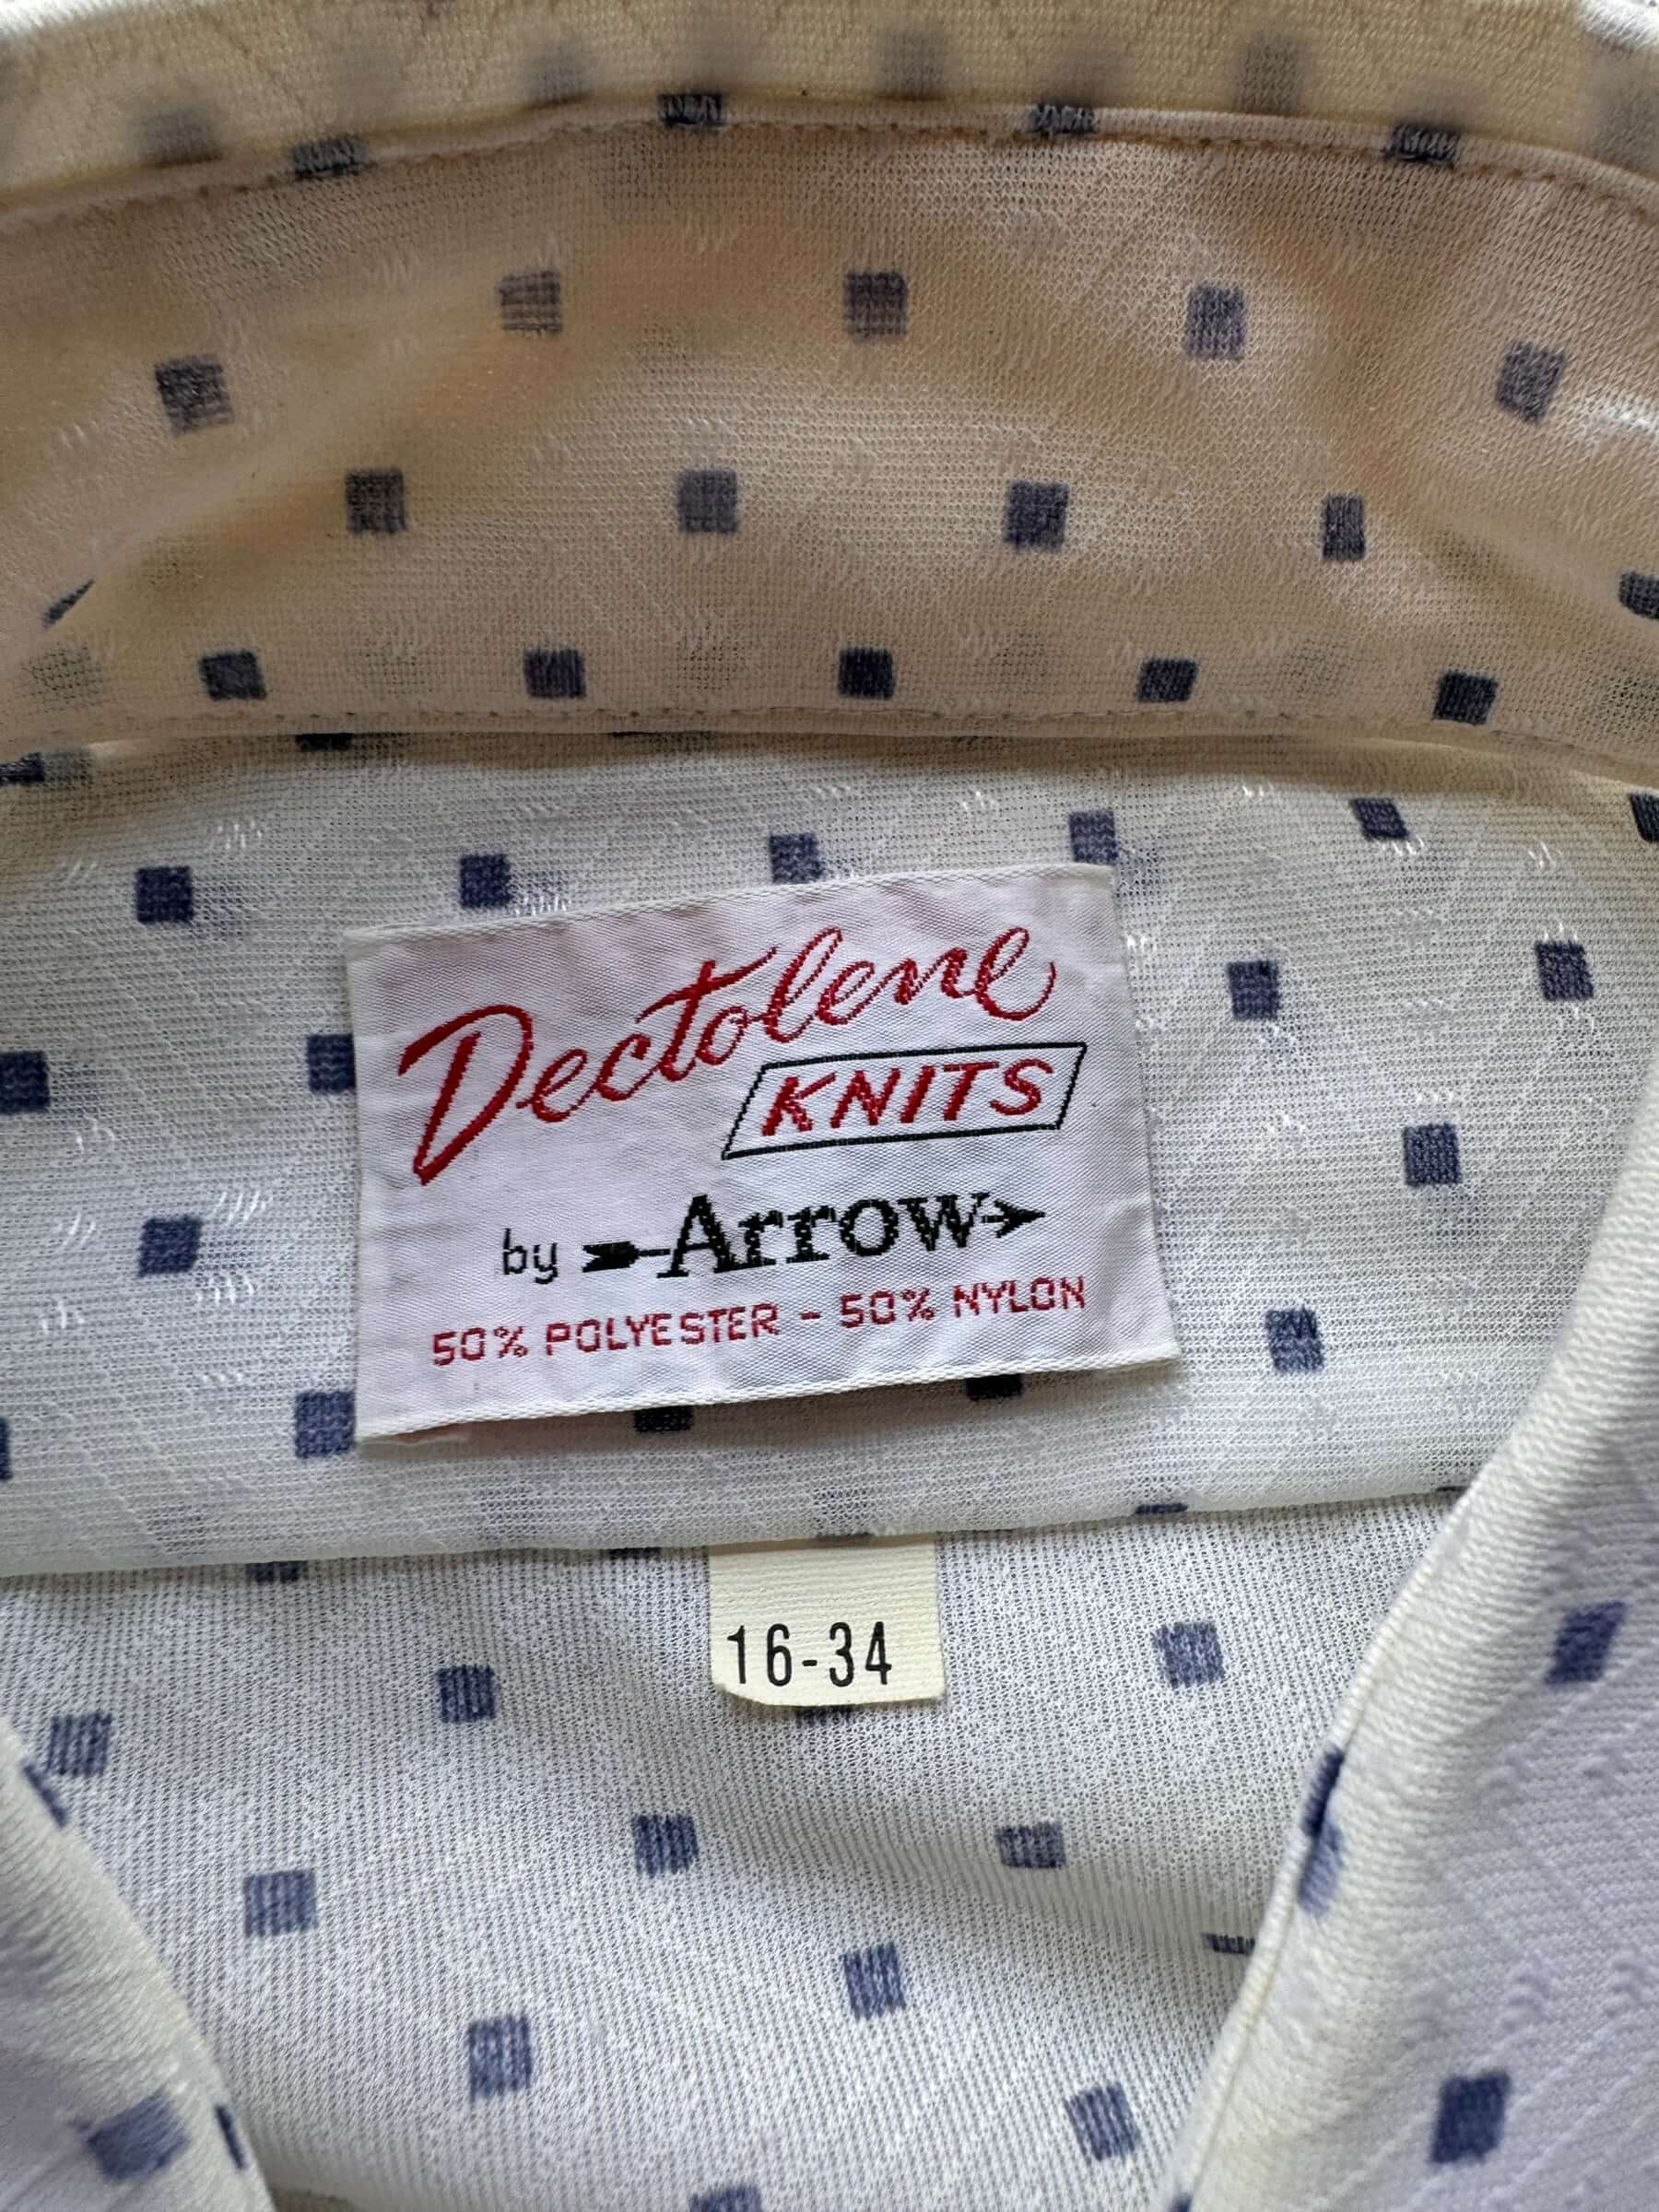 Dectolene
KNITS
by Arrow
50% POLYESTER - 50% NYLON
16-34